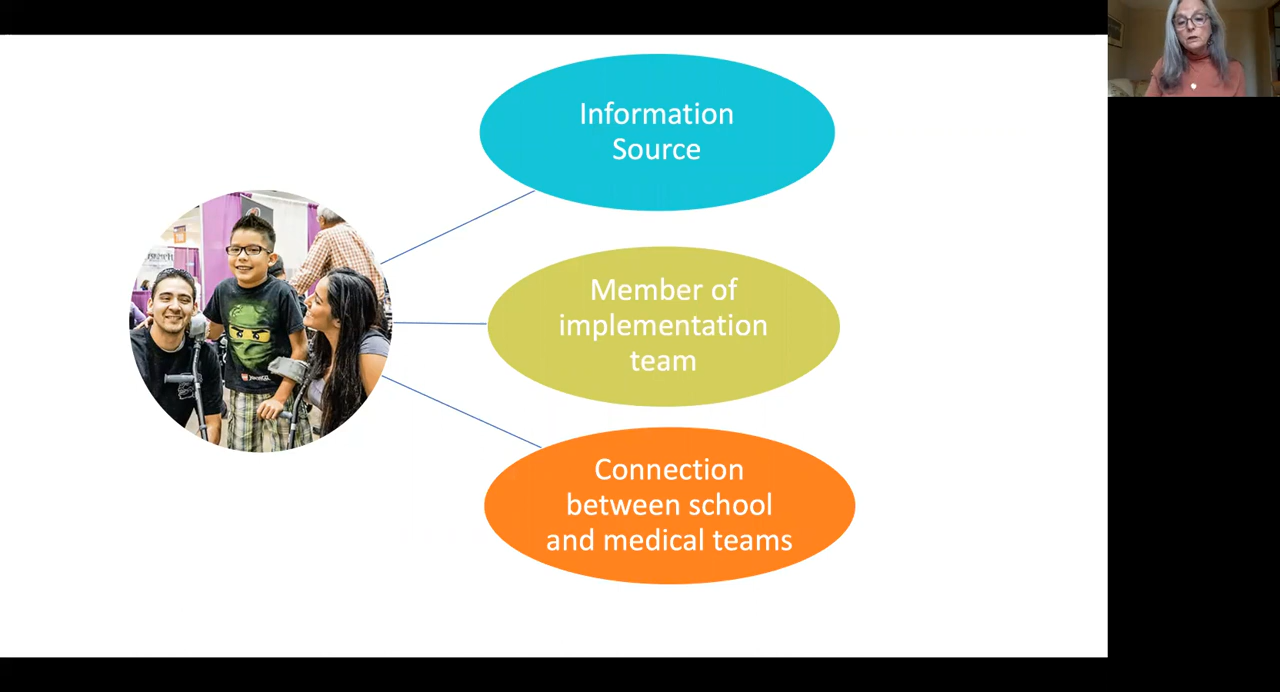 Information
Source
Member of
implementation
team
Connection
between school
and medical teams